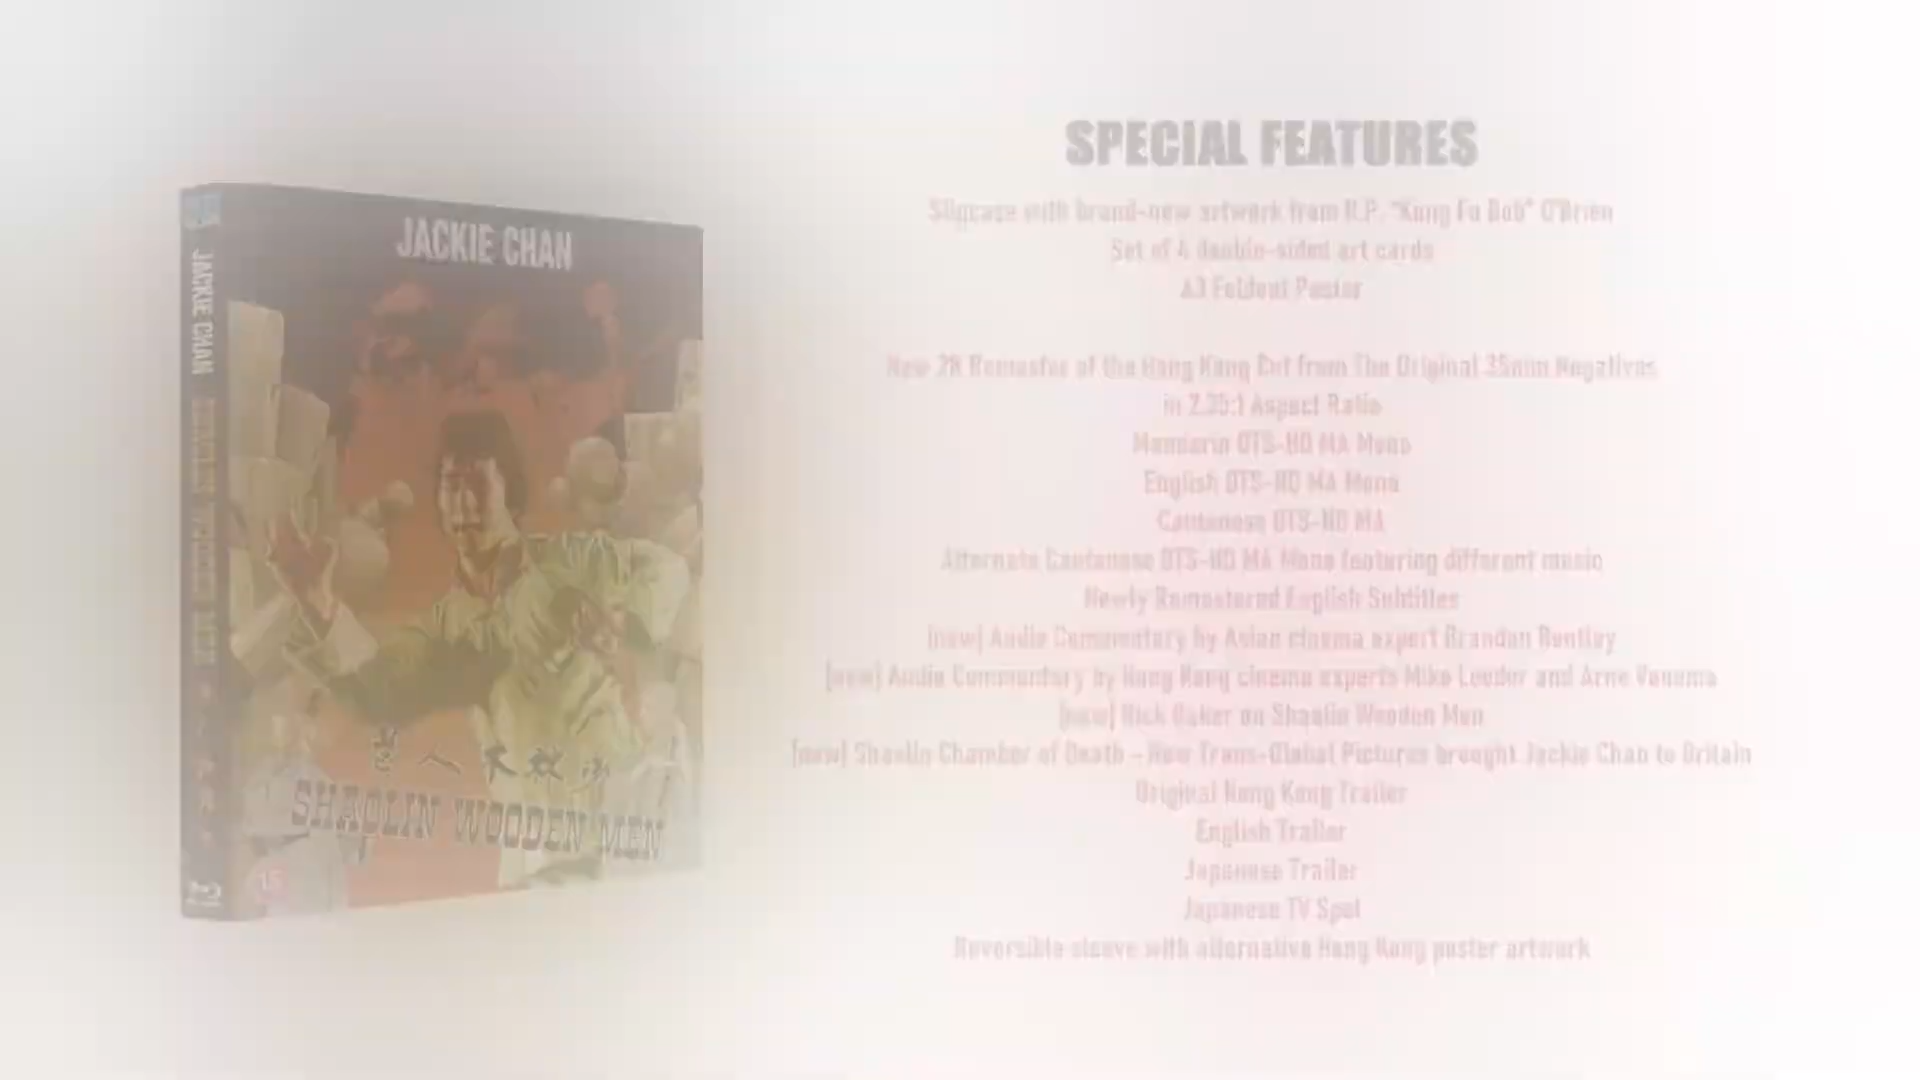 JACKIE CHAN
JACKIE CHAN
SHAOLIN WOODEN MEN
SHAOLIN WOODEN MEN
15
SPECIAL FEATURES
Slipcase with brand-new artwork from R.P. "Kung Fu Bob" O'Brien
Set of 4 double-sided art cards
A3 Foldout Poster
New 2K Remaster of the Hong Kong Cut from The Original 35mm Negatives
in 2.35:1 Aspect Ratio
Mandarin DTS-HD MA Mono
English DTS-HD MA Mono
Cantonese DTS-HD MA
Alternate Cantonese DTS-HD MA Mono featuring different music
Newly Remastered English Subtitles
[new] Audio Commentary by Asian cinema expert Brandon Bentley
[new] Audio Commentary by Hong Kong cinema experts Mike Leeder and Arne Venema
[new] Rick Baker on Shaolin Wooden Men
[new] Shaolin Chamber of Death – How Trans-Global Pictures brought Jackie Chan to Britain
Original Hong Kong Trailer
English Trailer
Japanese Trailer
Japanese TV Spot
Reversible sleeve with alternative Hong Kong poster artwork